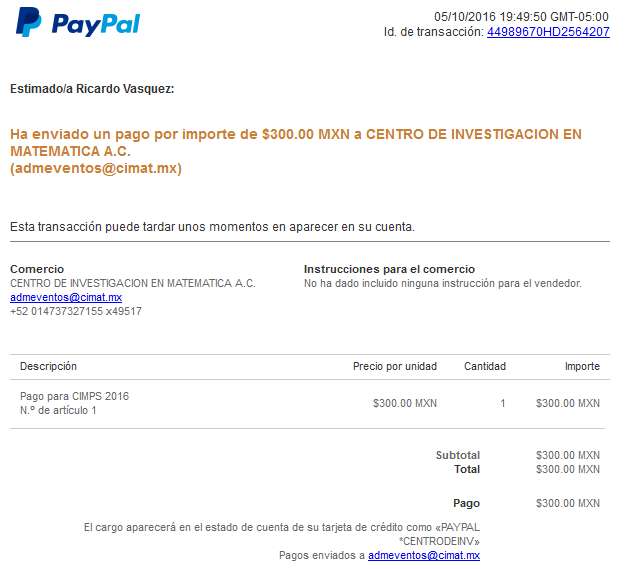 PayPal
05/10/2016 19:49:50 GMT-05:00
Id. de transacción: 44989670HD2564207
Estimado/a Ricardo Vasquez:
Ha enviado un pago por importe de $300.00 MXN a CENTRO DE INVESTIGACION EN
MATEMATICA A.C.
(admeventos@cimat.mx)
Esta transacción puede tardar unos momentos en aparecer en su cuenta.
Comercio
CENTRO DE INVESTIGACION EN MATEMATICA A.C.
admeventos@cimat.mx
+52 014737327155 x49517
Instrucciones para el comercio
No ha dado incluido ninguna instrucción para el vendedor.
Descripción Precio por unidad Cantidad Importe
Pago para CIMPS 2016
N.º de artículo 1
$300.00 MXN 1 $300.00 MXN
Subtotal $300.00 MXN
Total $300.00 MXN
Pago $300.00 MXN
El cargo aparecerá en el estado de cuenta de su tarjeta de crédito como «PAYPAL
*CENTRODEINV»
Pagos enviados a admeventos@cimat.mx